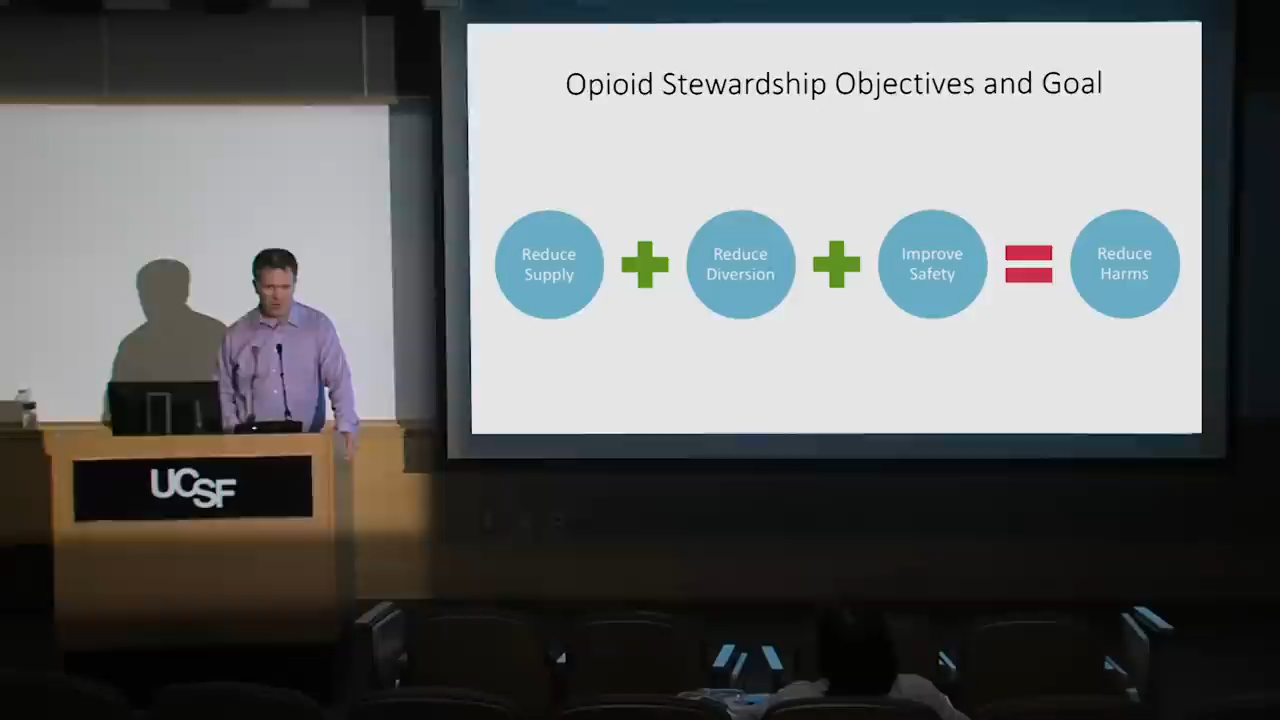 Opioid Stewardship Objectives and Goal
Reduce
Supply
Reduce
Diversion
Improve
Safety
Reduce
Harms
UCSF